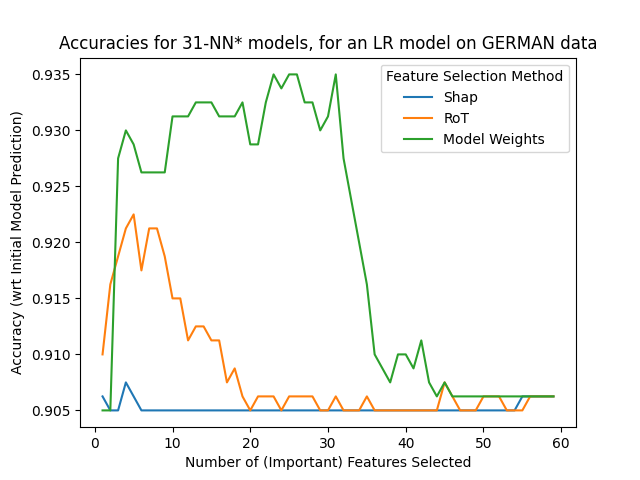 Accuracies for 31-NN* models, for an LR model on GERMAN data
Feature Selection Method
Shap
RoT
Model Weights
Accuracy (wrt Initial Model Prediction)
0.935
0.930
0.925
0.920
0.915
0.910
0.905
0 10 20 30 40 50 60
Number of (Important) Features Selected